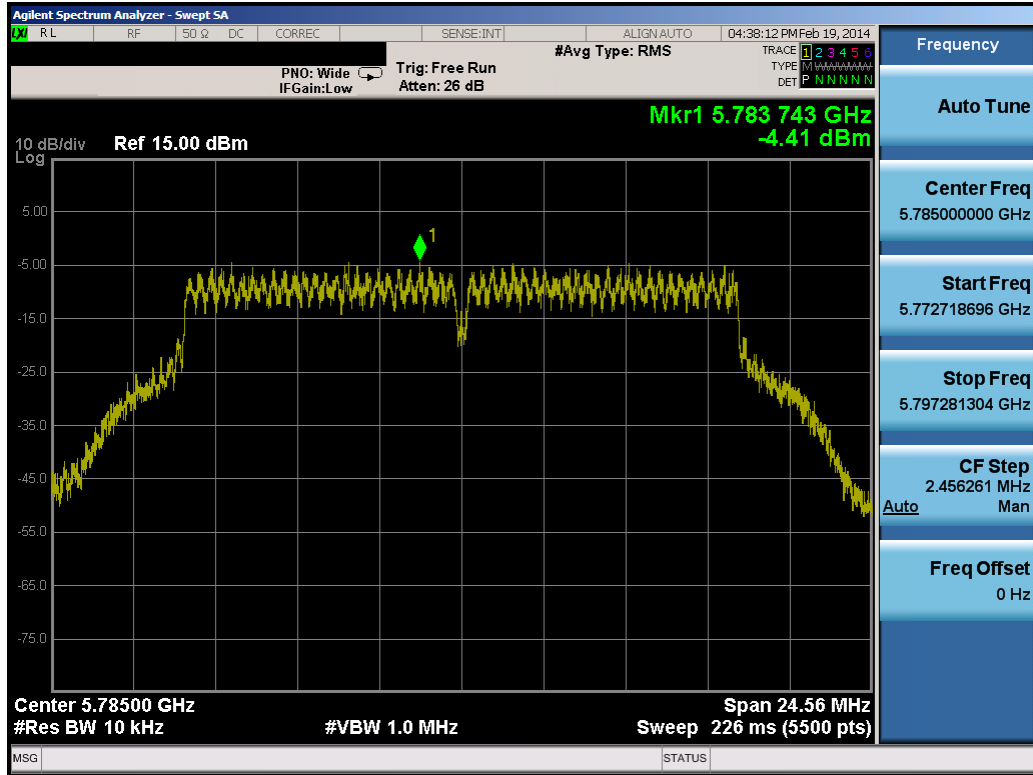 Agilent Spectrum Analyzer - Swept SA
LXI RL RF 50 Ω DC CORREC SENSE:INT ALIGN AUTO 04:38:12 PM Feb 19, 2014
PNO: Wide
IFGain:Low
Trig: Free Run
Atten: 26 dB
#Avg Type: RMS
TRACE 1 2 3 4 5 6
TYPE M WWWWW
DET P N N N N N
Mkr1 5.783 743 GHz
-4.41 dBm
10 dB/div
Log
Ref 15.00 dBm
1
5.00
-5.00
-15.0
-25.0
-35.0
-45.0
-55.0
-65.0
-75.0
Center 5.78500 GHz
Span 24.56 MHz
#Res BW 10 kHz
#VBW 1.0 MHz
Sweep 226 ms (5500 pts)
MSG
STATUS
Frequency
Auto Tune
Center Freq
5.785000000 GHz
Start Freq
5.772718696 GHz
Stop Freq
5.797281304 GHz
CF Step
2.456261 MHz
Auto Man
Freq Offset
0 Hz